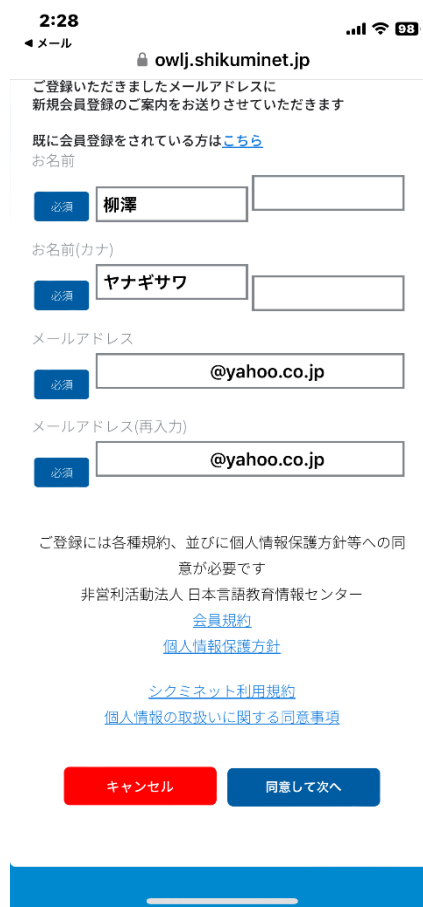 2:28
98
◀ メール
owlj.shikuminet.jp
ご登録いただきましたメールアドレスに
新規会員登録のご案内をお送りさせていただきます
既に会員登録をされている方はこちら
お名前
必須 柳澤
お名前(カナ)
必須 ヤナギサワ
メールアドレス
必須 @yahoo.co.jp
メールアドレス(再入力)
必須 @yahoo.co.jp
ご登録には各種規約、並びに個人情報保護方針等への同
意が必要です
非営利活動法人 日本言語教育情報センター
会員規約
個人情報保護方針
シクミネット利用規約
個人情報の取扱いに関する同意事項
キャンセル 同意して次へ